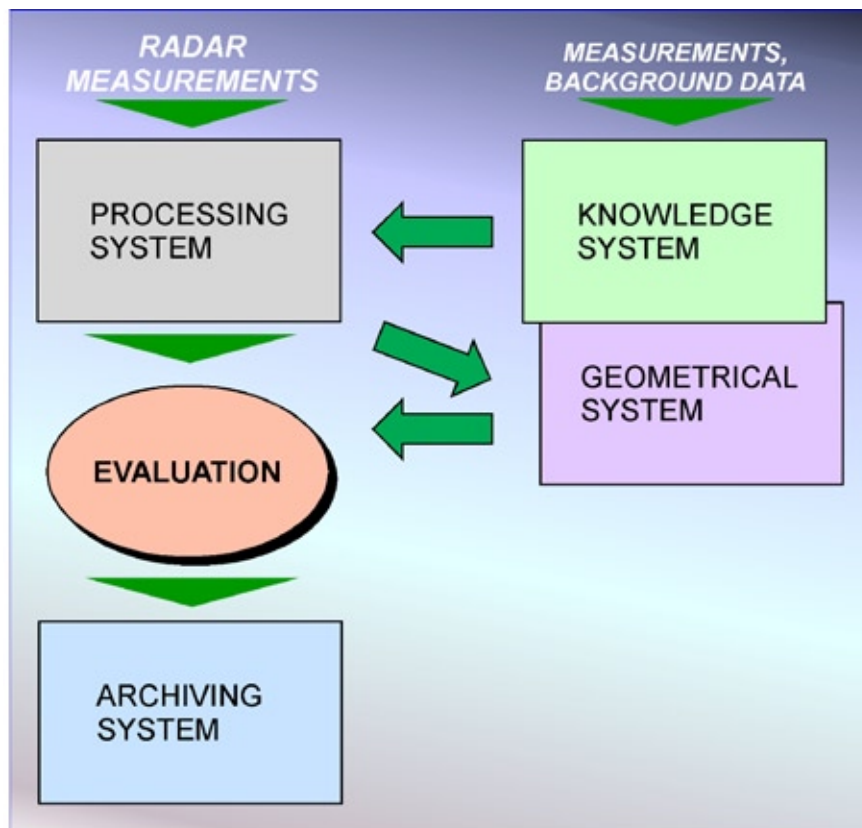 RADAR
MEASUREMENTS
MEASUREMENTS,
BACKGROUND DATA
PROCESSING
SYSTEM
KNOWLEDGE
SYSTEM
GEOMETRICAL
SYSTEM
EVALUATION
ARCHIVING
SYSTEM